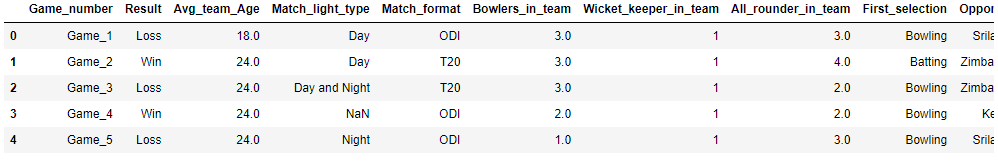 Game_number Result Avg_team_Age Match_light_type Match_format Bowlers_in_team Wicket_keeper_in_team All_rounder_in_team First_selection Oppo
0 Game_1 Loss 18.0 Day ODI 3.0 1 3.0 Bowling Srila
1 Game_2 Win 24.0 Day T20 3.0 1 4.0 Batting Zimba
2 Game_3 Loss 24.0 Day and Night T20 3.0 1 2.0 Bowling Zimba
3 Game_4 Win 24.0 NaN ODI 2.0 1 2.0 Bowling Ke
4 Game_5 Loss 24.0 Night ODI 1.0 1 3.0 Bowling Srila